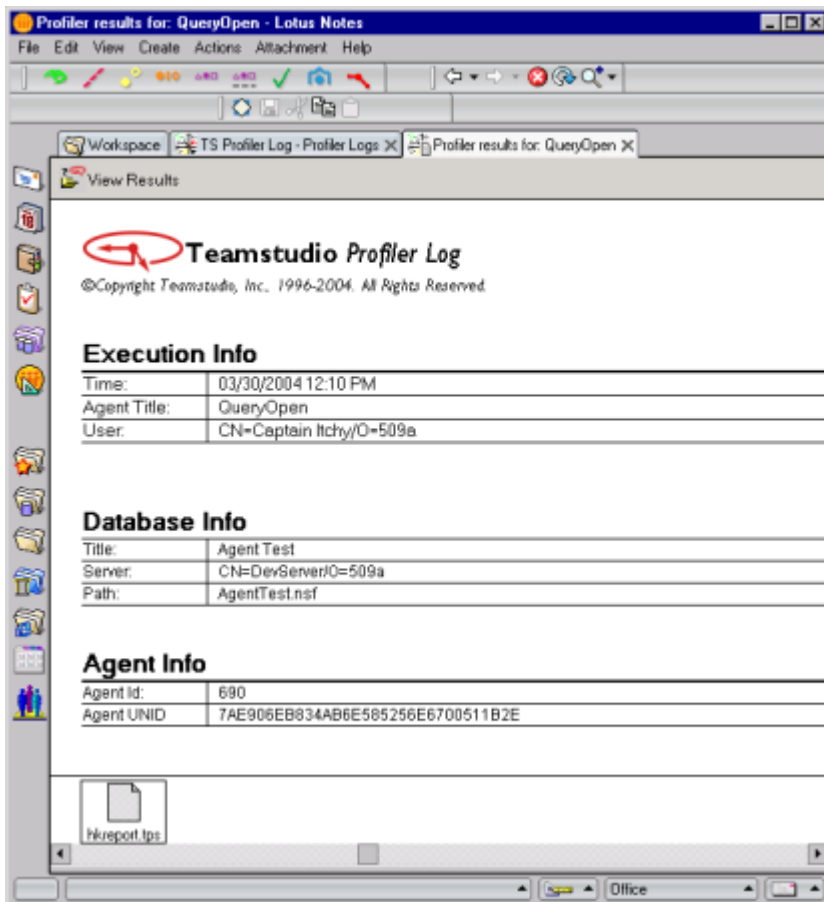 Profiler results for: QueryOpen - Lotus Notes
File Edit View Create Actions Attachment Help
Workspace TS Profiler Log - Profiler Logs Profiler results for: QueryOpen
View Results
Teamstudio Profiler Log
©Copyright Teamstudio, Inc., 1996-2004. All Rights Reserved.
Execution Info
Time: 03/30/2004 12:10 PM
Agent Title: QueryOpen
User: CN=Captain Itchy/O=509a
Database Info
Title: Agent Test
Server: CN=DevServer/O=509a
Path: AgentTest.nsf
Agent Info
Agent Id: 690
Agent UNID 7AE906EB834AB6E585256E6700511B2E
hkreport.tps
Office